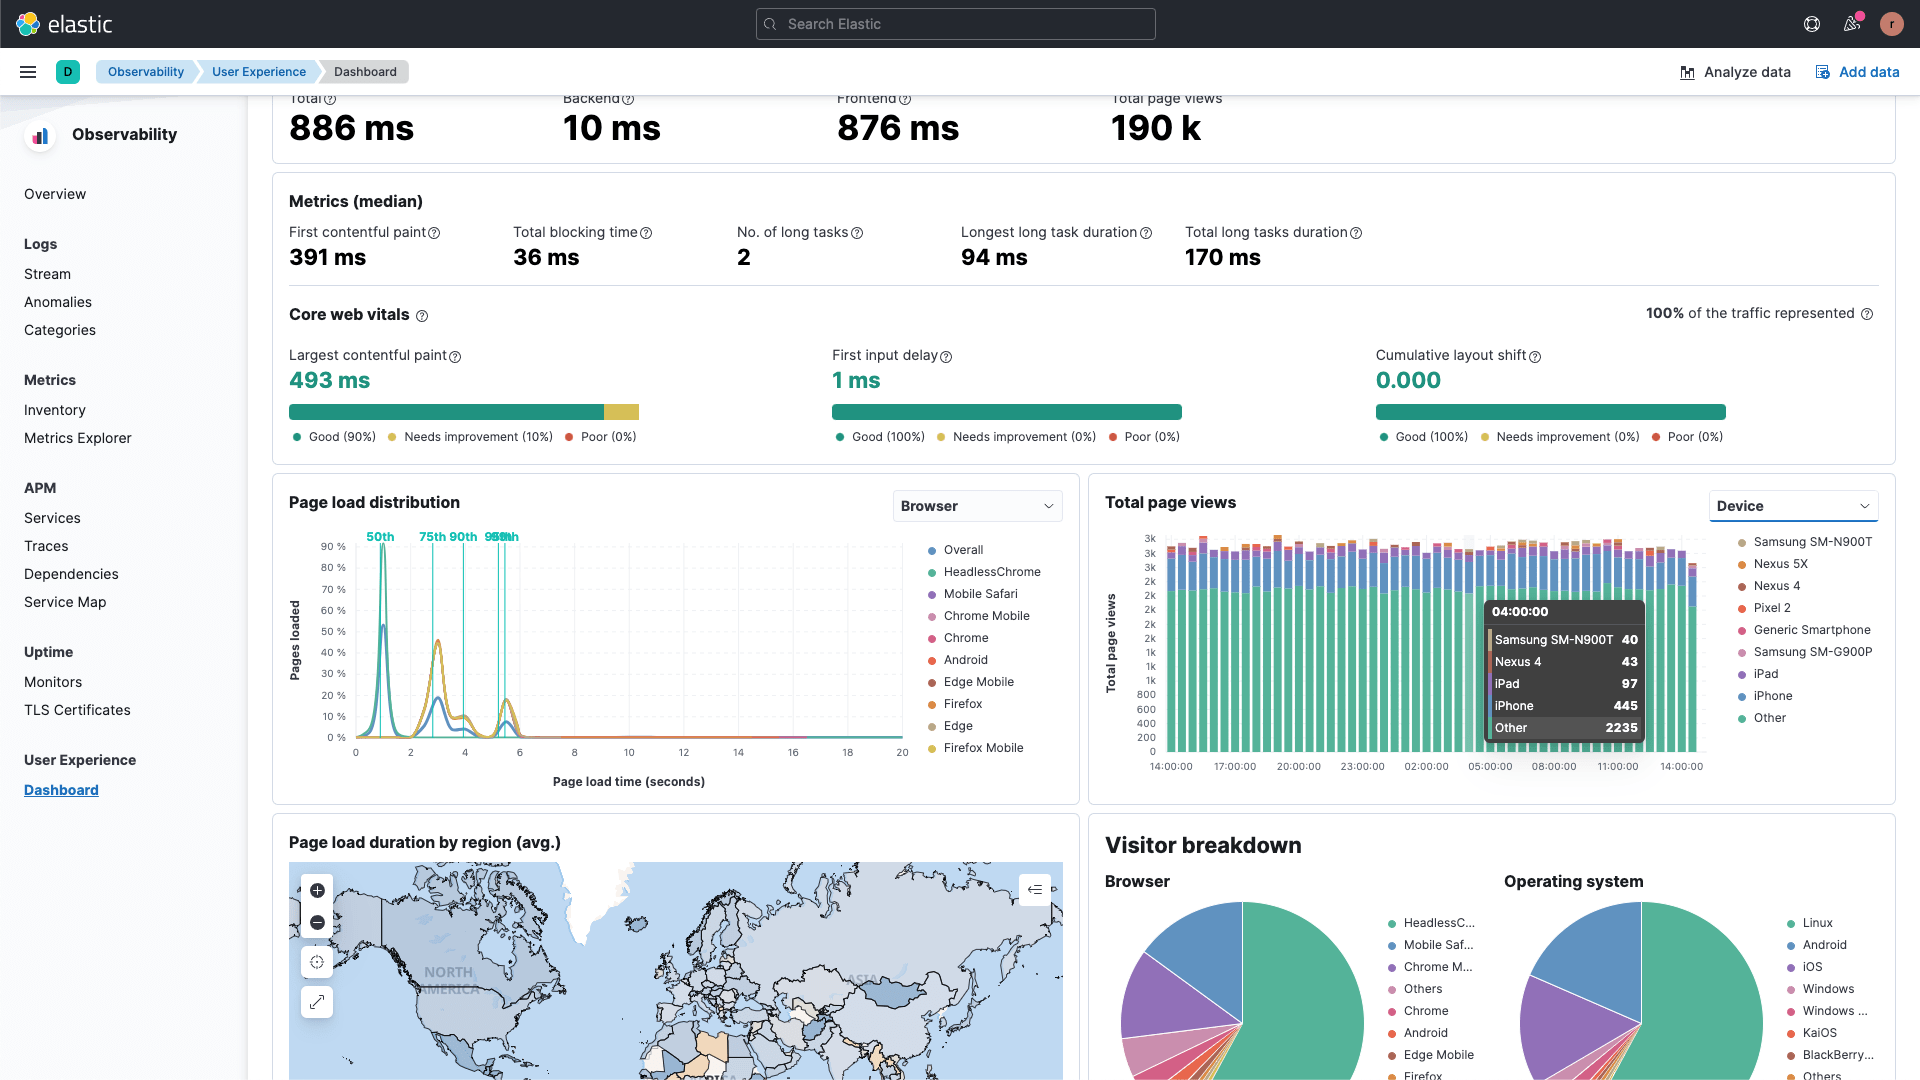 elastic
Search Elastic
r
D
Observability
User Experience
Dashboard
Analyze data
Add data
Observability
Overview
Logs
Stream
Anomalies
Categories
Metrics
Inventory
Metrics Explorer
APM
Services
Traces
Dependencies
Service Map
Uptime
Monitors
TLS Certificates
User Experience
Dashboard
Total
886 ms
Backend
10 ms
Frontend
876 ms
Total page views
190 k
Metrics (median)
First contentful paint
391 ms
Total blocking time
36 ms
No. of long tasks
2
Longest long task duration
94 ms
Total long tasks duration
170 ms
Core web vitals
100% of the traffic represented
Largest contentful paint
493 ms
Good (90%)
Needs improvement (10%)
Poor (0%)
First input delay
1 ms
Good (100%)
Needs improvement (0%)
Poor (0%)
Cumulative layout shift
0.000
Good (100%)
Needs improvement (0%)
Poor (0%)
Page load distribution
Browser
50th
75th
90th
Pages loaded
90 %
80 %
70 %
60 %
50 %
40 %
30 %
20 %
10 %
0 %
0
2
4
6
8
10
12
14
16
18
20
Page load time (seconds)
Overall
HeadlessChrome
Mobile Safari
Chrome Mobile
Chrome
Android
Edge Mobile
Firefox
Edge
Firefox Mobile
Total page views
Device
Total page views
3k
3k
3k
2k
2k
2k
2k
2k
1k
1k
1k
800
600
400
200
0
14:00:00
17:00:00
20:00:00
23:00:00
02:00:00
05:00:00
08:00:00
11:00:00
14:00:00
04:00:00
Samsung SM-N900T 40
Nexus 4 43
iPad 97
iPhone 445
Other 2235
Samsung SM-N900T
Nexus 5X
Nexus 4
Pixel 2
Generic Smartphone
Samsung SM-G900P
iPad
iPhone
Other
Page load duration by region (avg.)
NORTH
AMERICA
ASIA
Visitor breakdown
Browser
HeadlessC...
Mobile Saf...
Chrome M...
Others
Chrome
Android
Edge Mobile
Firefox
Operating system
Linux
Android
iOS
Windows
Windows ...
KaiOS
BlackBerry...
Others